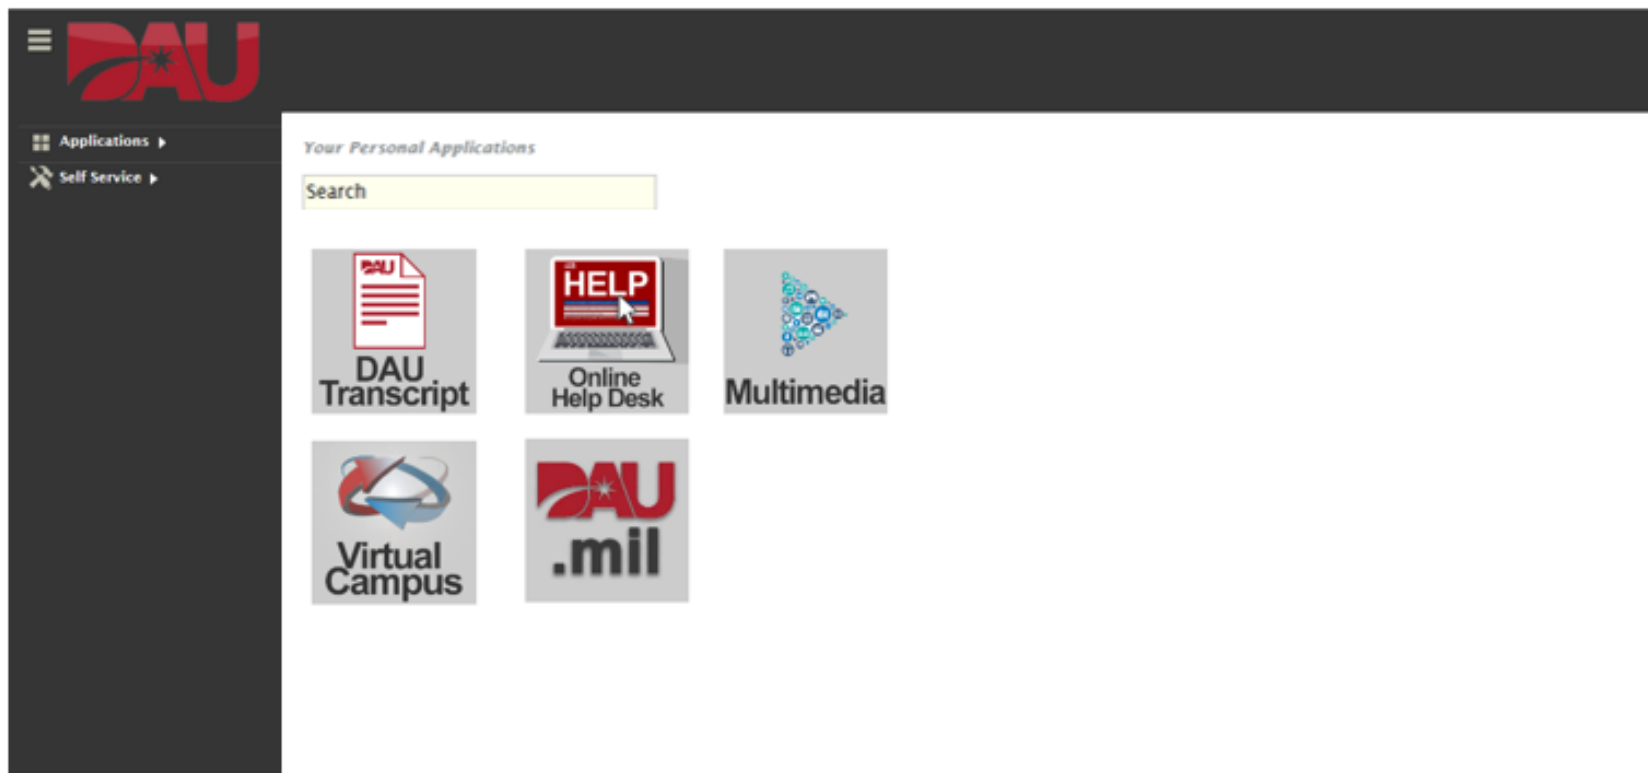 DAU
Applications
Self Service
Your Personal Applications
Search
DAU
DAU
Transcript
HELP
Online
Help Desk
Multimedia
Virtual
Campus
DAU
.mil